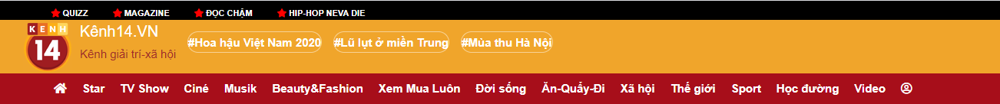 QUIZZ MAGAZINE ĐỌC CHẬM HIP-HOP NEVA DIE
KENH
14
Kênh14.VN
Kênh giải trí-xã hội
#Hoa hậu Việt Nam 2020 #Lũ lụt ở miền Trung #Mùa thu Hà Nội
Star TV Show Ciné Musik Beauty&Fashion Xem Mua Luôn Đời sống Ăn-Quẩy-Đi Xã hội Thế giới Sport Học đường Video